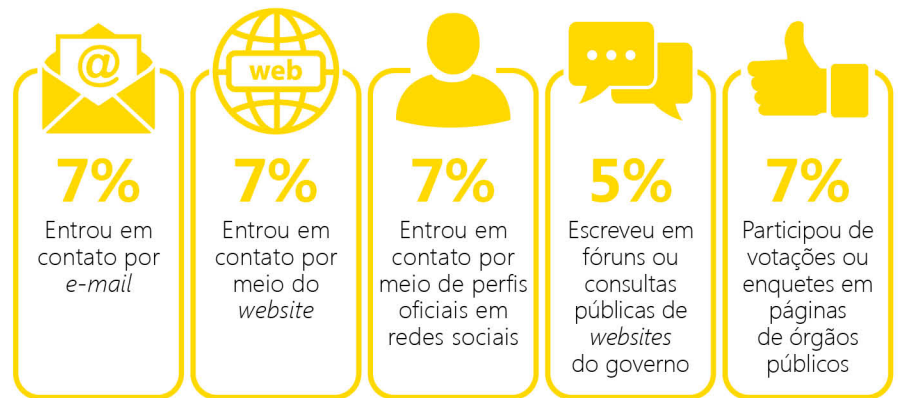 @
7%
Entrou em
contato por
e-mail
web
7%
Entrou em
contato por
meio do
website
7%
Entrou em
contato por
meio de perfis
oficiais em
redes sociais
5%
Escreveu em
fóruns ou
consultas
públicas de
websites
do governo
7%
Participou de
votações ou
enquetes em
páginas
de órgãos
públicos